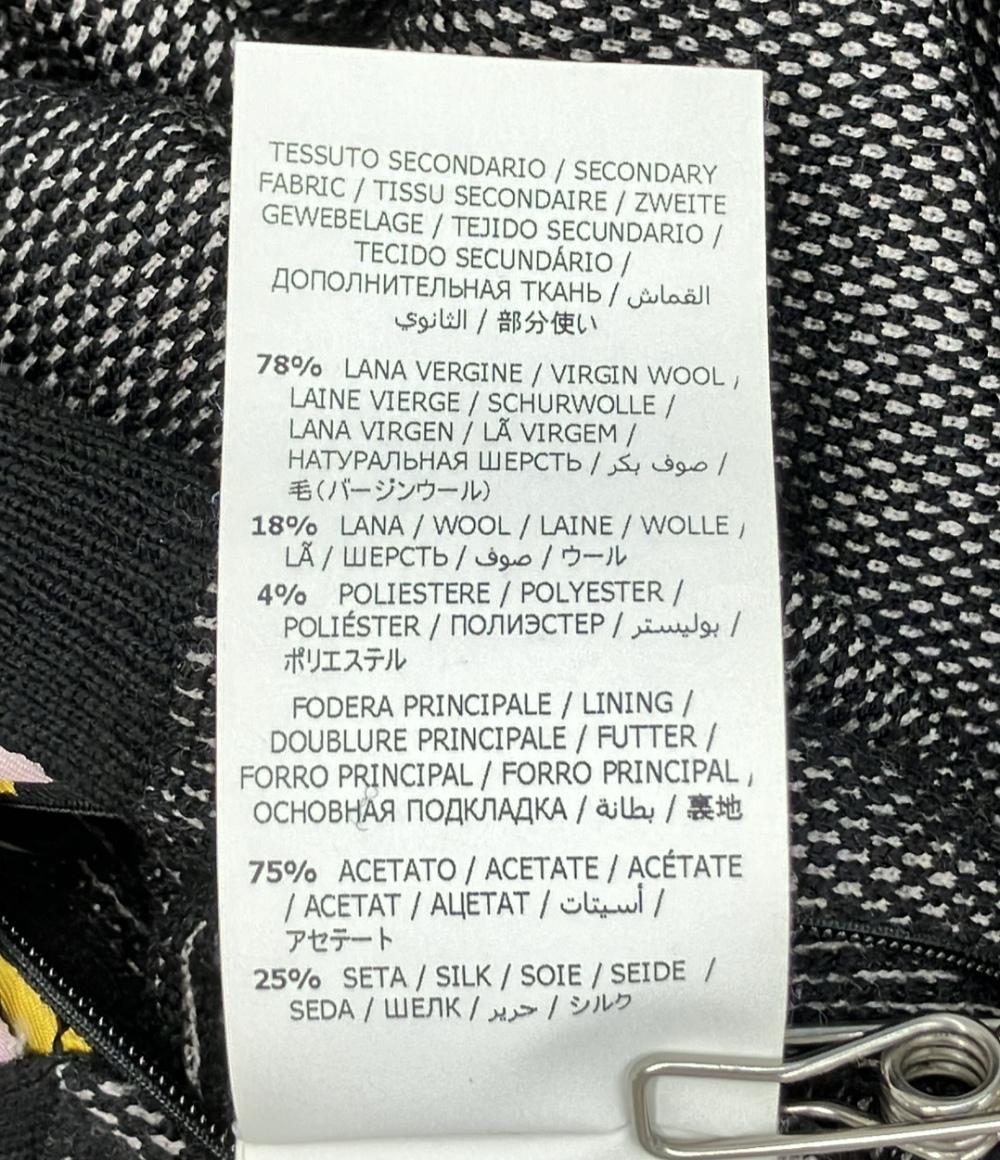 TESSUTO SECONDARIO / SECONDARY
FABRIC / TISSU SECONDAIRE / ZWEITE
GEWEBELAGE / TEJIDO SECUNDARIO /
TECIDO SECUNDÁRIO /
ДОПОЛНИТЕЛЬНАЯ ТКАНЬ / القماش
الثانوي / 部分使い
78% LANA VERGINE / VIRGIN WOOL /
LAINE VIERGE / SCHURWOLLE /
LANA VIRGEN / LÃ VIRGEM /
НАТУРАЛЬНАЯ ШЕРСТЬ / صوف بكر /
毛(バージンウール)
18% LANA / WOOL / LAINE / WOLLE /
LÃ / ШЕРСТЬ / صوف / ウール
4% POLIESTERE / POLYESTER /
POLIÉSTER / ПОЛИЭСТЕР / بوليستر /
ポリエステル
FODERA PRINCIPALE / LINING /
DOUBLURE PRINCIPALE / FUTTER /
FORRO PRINCIPAL / FORRO PRINCIPAL /
ОСНОВНАЯ ПОДКЛАДКА / بطانة / 裏地
75% ACETATO / ACETATE / ACÉTATE
/ ACETAT / АЦЕТАТ / أسيتات /
アセテート
25% SETA / SILK / SOIE / SEIDE /
SEDA / ШЕЛК / حرير / シルク